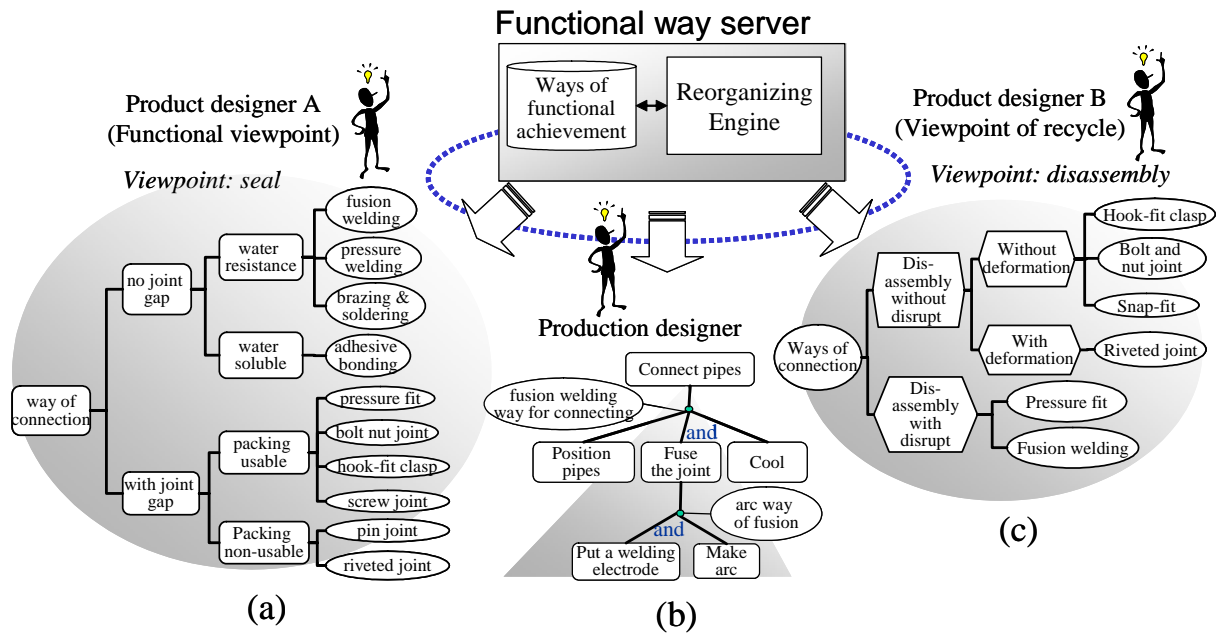 Functional way server
Ways of
functional
achievement
Reorganizing
Engine
Product designer A
(Functional viewpoint)
Viewpoint: seal
way of
connection
no joint
gap
with joint
gap
water
resistance
water
soluble
packing
usable
Packing
non-usable
fusion
welding
pressure
welding
brazing &
soldering
adhesive
bonding
pressure fit
bolt nut joint
hook-fit clasp
screw joint
pin joint
riveted joint
(a)
Production designer
Connect pipes
fusion welding
way for connecting
and
Position
pipes
Fuse
the joint
Cool
arc way
of fusion
and
Put a welding
electrode
Make
arc
(b)
Product designer B
(Viewpoint of recycle)
Viewpoint: disassembly
Ways of
connection
Dis-
assembly
without
disrupt
Dis-
assembly
with
disrupt
Without
deformation
With
deformation
Hook-fit clasp
Bolt and
nut joint
Snap-fit
Riveted joint
Pressure fit
Fusion welding
(c)